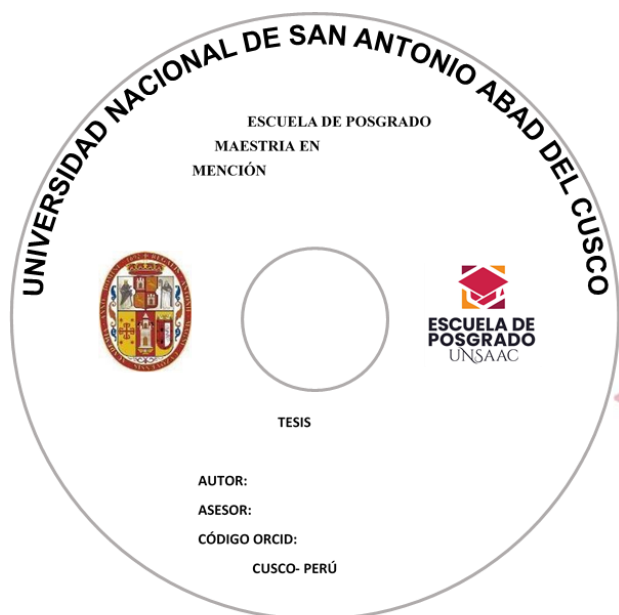 UNIVERSIDAD NACIONAL DE SAN ANTONIO ABAD DEL CUSCO
ESCUELA DE POSGRADO
MAESTRIA EN
MENCIÓN
ESCUELA DE
POSGRADO
UNSAAC
TESIS
AUTOR:
ASESOR:
CÓDIGO ORCID:
CUSCO- PERÚ